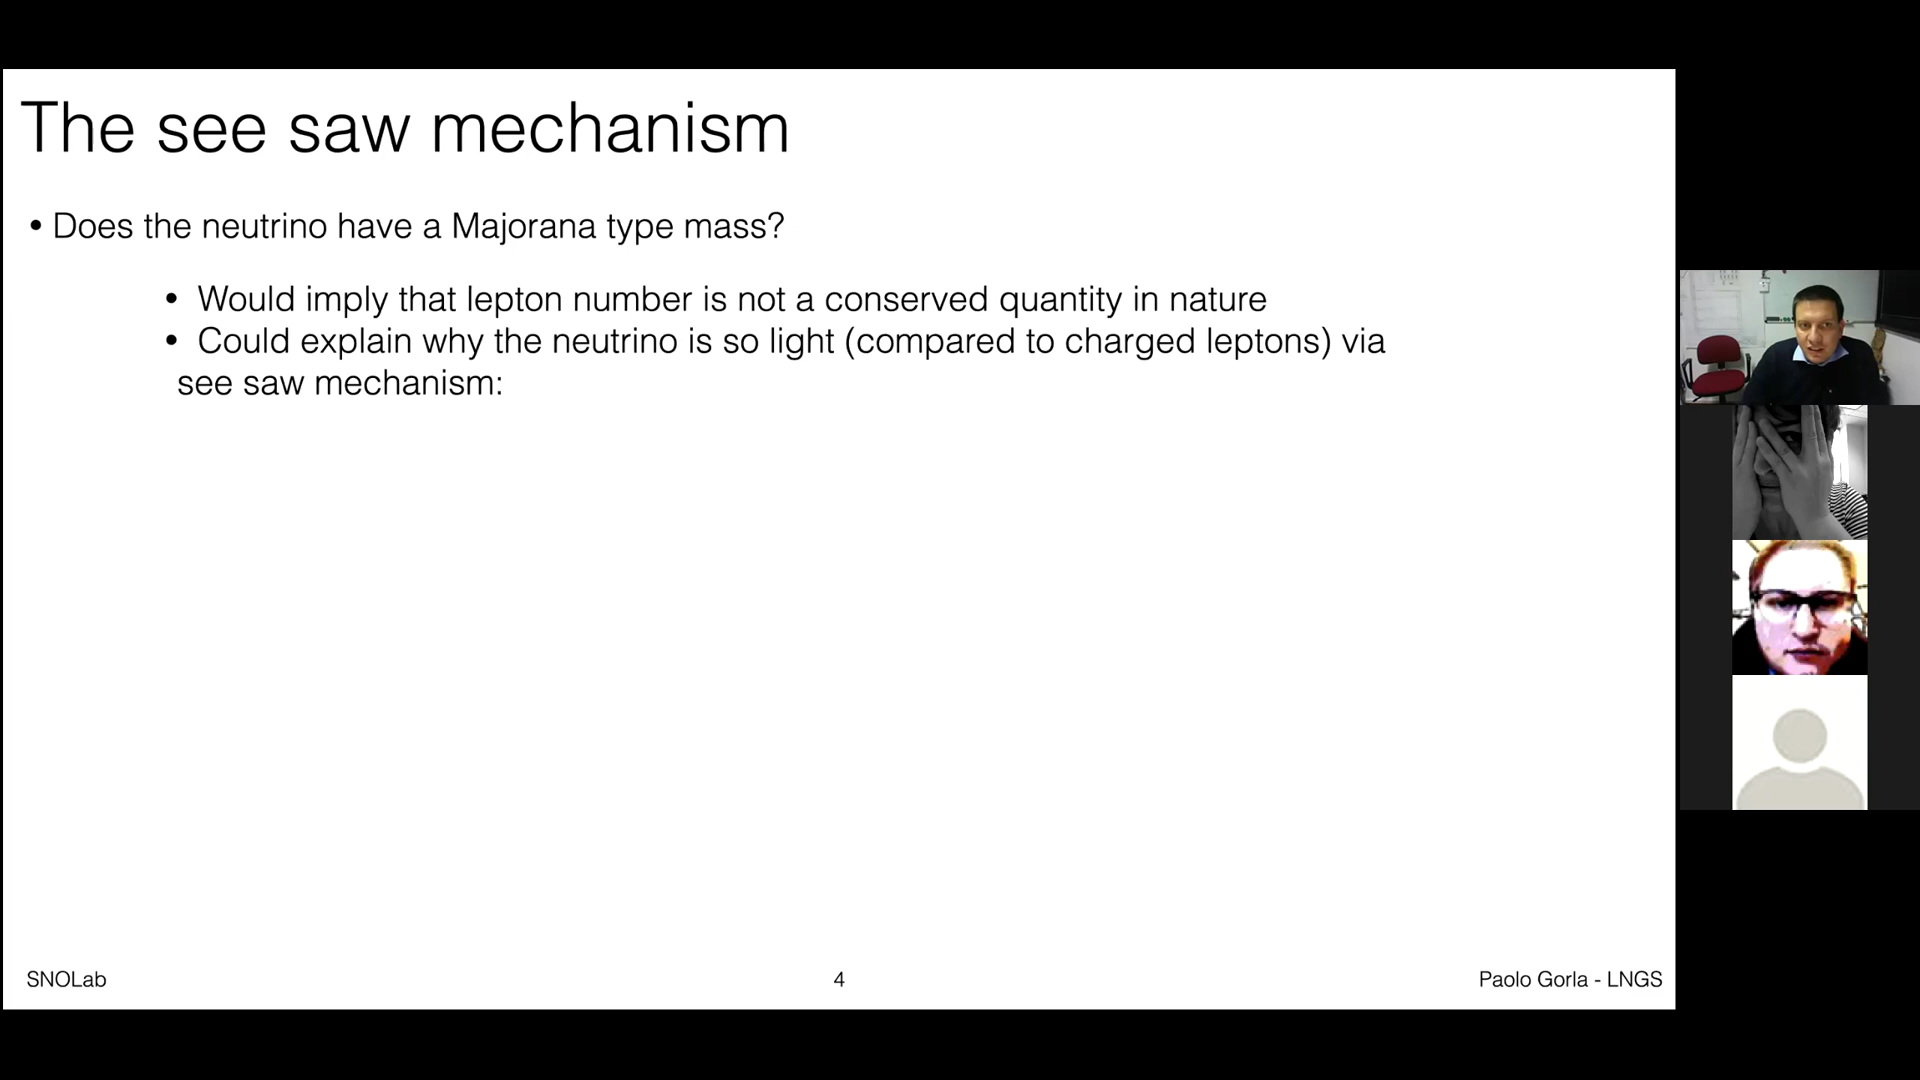 The see saw mechanism
• Does the neutrino have a Majorana type mass?
• Would imply that lepton number is not a conserved quantity in nature
• Could explain why the neutrino is so light (compared to charged leptons) via
see saw mechanism:
SNOLab
4
Paolo Gorla - LNGS